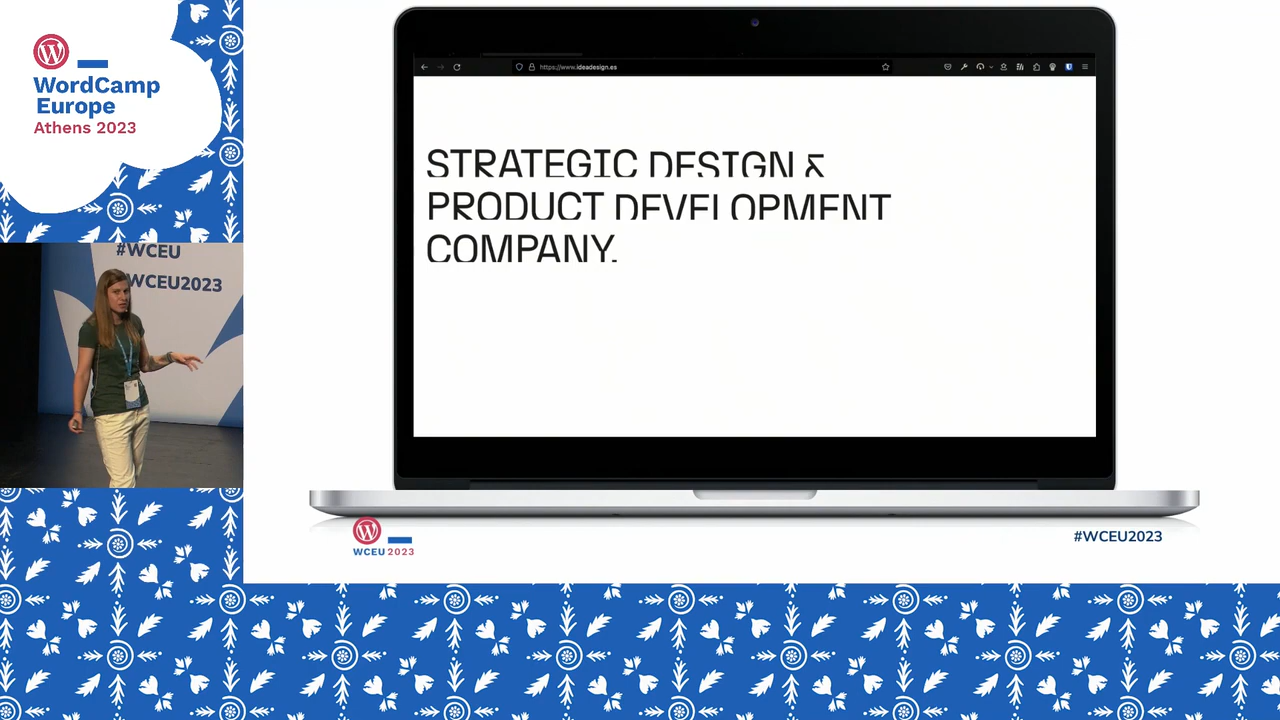 WordCamp
Europe
Athens 2023
#WCEU
WCEU2023
https://www.ideadesign.es
STRATEGIC DESIGN &
PRODUCT DEVELOPMENT
COMPANY.
WCEU 2023
#WCEU2023